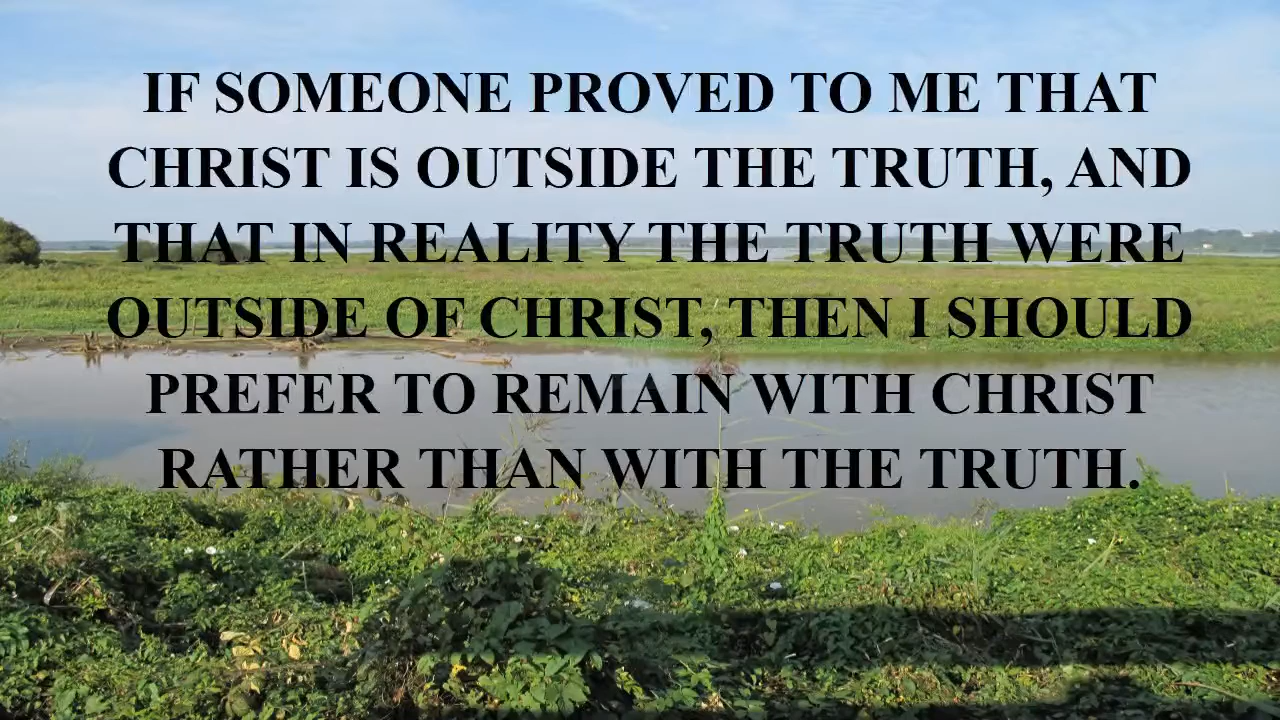 IF SOMEONE PROVED TO ME THAT
CHRIST IS OUTSIDE THE TRUTH, AND
THAT IN REALITY THE TRUTH WERE
OUTSIDE OF CHRIST, THEN I SHOULD
PREFER TO REMAIN WITH CHRIST
RATHER THAN WITH THE TRUTH.